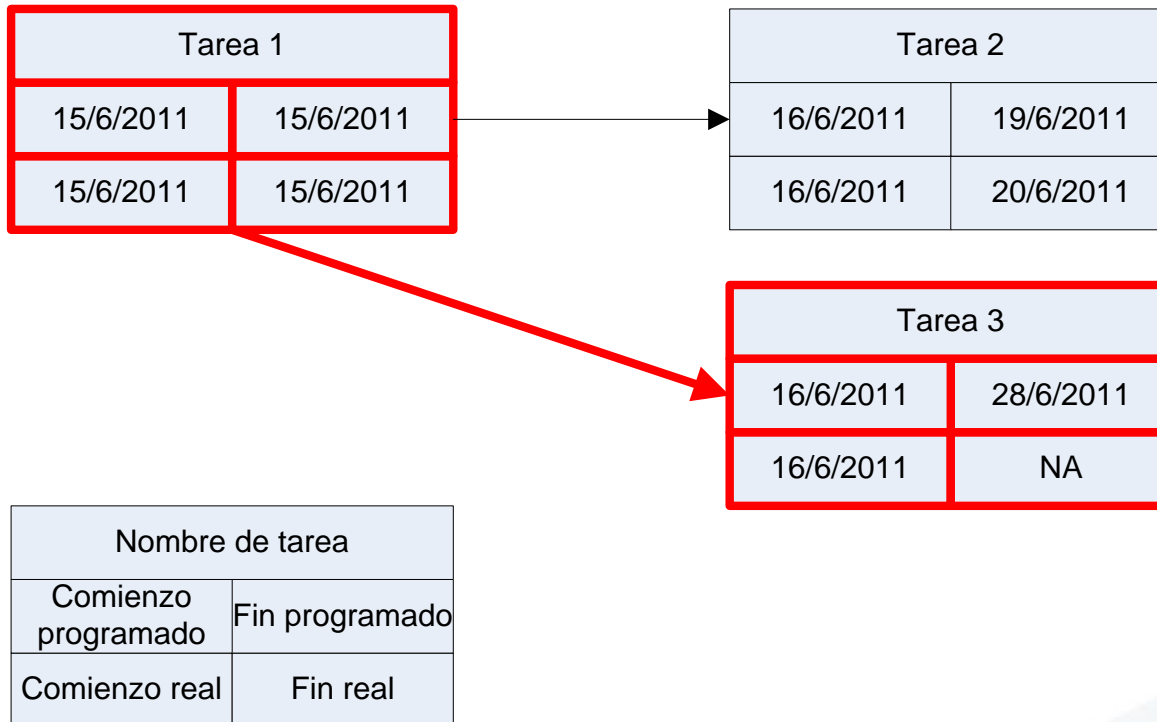 Tarea 1
15/6/2011 15/6/2011
15/6/2011 15/6/2011
Tarea 2
16/6/2011 19/6/2011
16/6/2011 20/6/2011
Tarea 3
16/6/2011 28/6/2011
16/6/2011 NA
Nombre de tarea
Comienzo
programado
Fin programado
Comienzo real Fin real